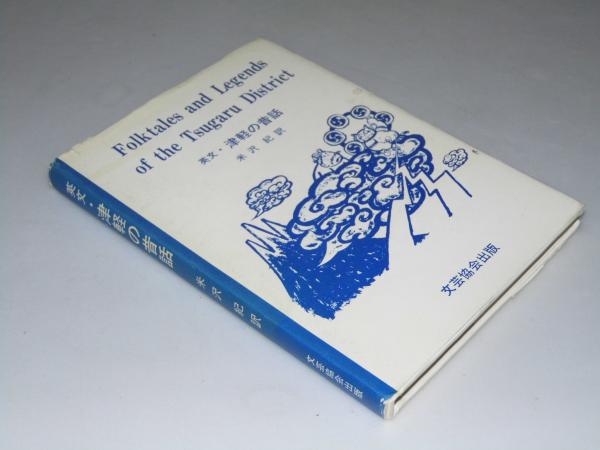 Folktales and Legends
of the Tsugaru District
英文・津軽の昔話
米沢 紀 訳
文芸協会出版
英文・津軽の昔話 米沢 紀 訳 文芸協会出版